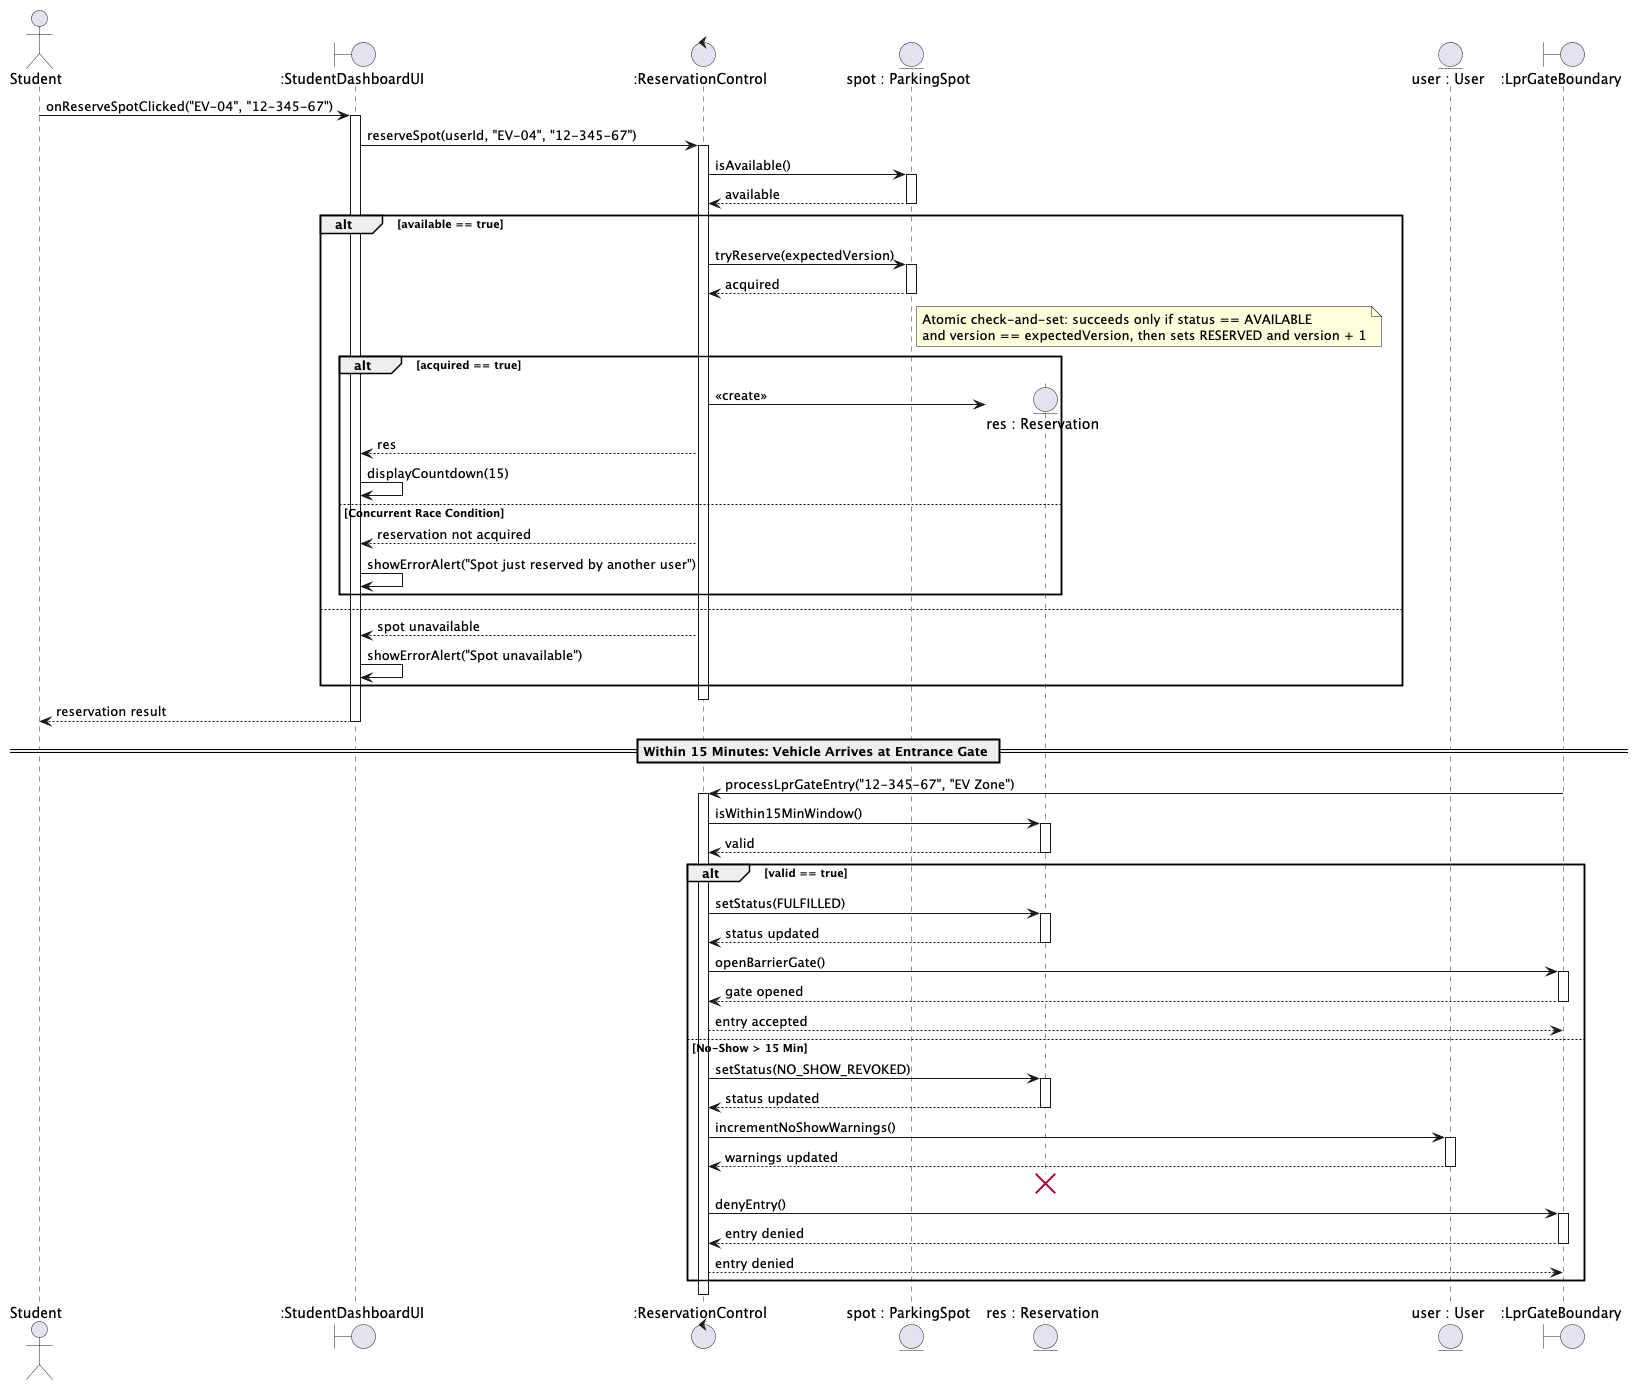 Student
:StudentDashboardUI
:ReservationControl
spot : ParkingSpot
user : User
:LprGateBoundary
onReserveSpotClicked("EV-04", "12-345-67")
reserveSpot(userId, "EV-04", "12-345-67")
isAvailable()
available
alt
[available == true]
tryReserve(expectedVersion)
acquired
Atomic check-and-set: succeeds only if status == AVAILABLE
and version == expectedVersion, then sets RESERVED and version + 1
alt
[acquired == true]
«create»
res : Reservation
res
displayCountdown(15)
[Concurrent Race Condition]
reservation not acquired
showErrorAlert("Spot just reserved by another user")
spot unavailable
showErrorAlert("Spot unavailable")
reservation result
Within 15 Minutes: Vehicle Arrives at Entrance Gate
processLprGateEntry("12-345-67", "EV Zone")
isWithin15MinWindow()
valid
alt
[valid == true]
setStatus(FULFILLED)
status updated
openBarrierGate()
gate opened
entry accepted
[No-Show > 15 Min]
setStatus(NO_SHOW_REVOKED)
status updated
incrementNoShowWarnings()
warnings updated
denyEntry()
entry denied
entry denied
Student
:StudentDashboardUI
:ReservationControl
spot : ParkingSpot
res : Reservation
user : User
:LprGateBoundary